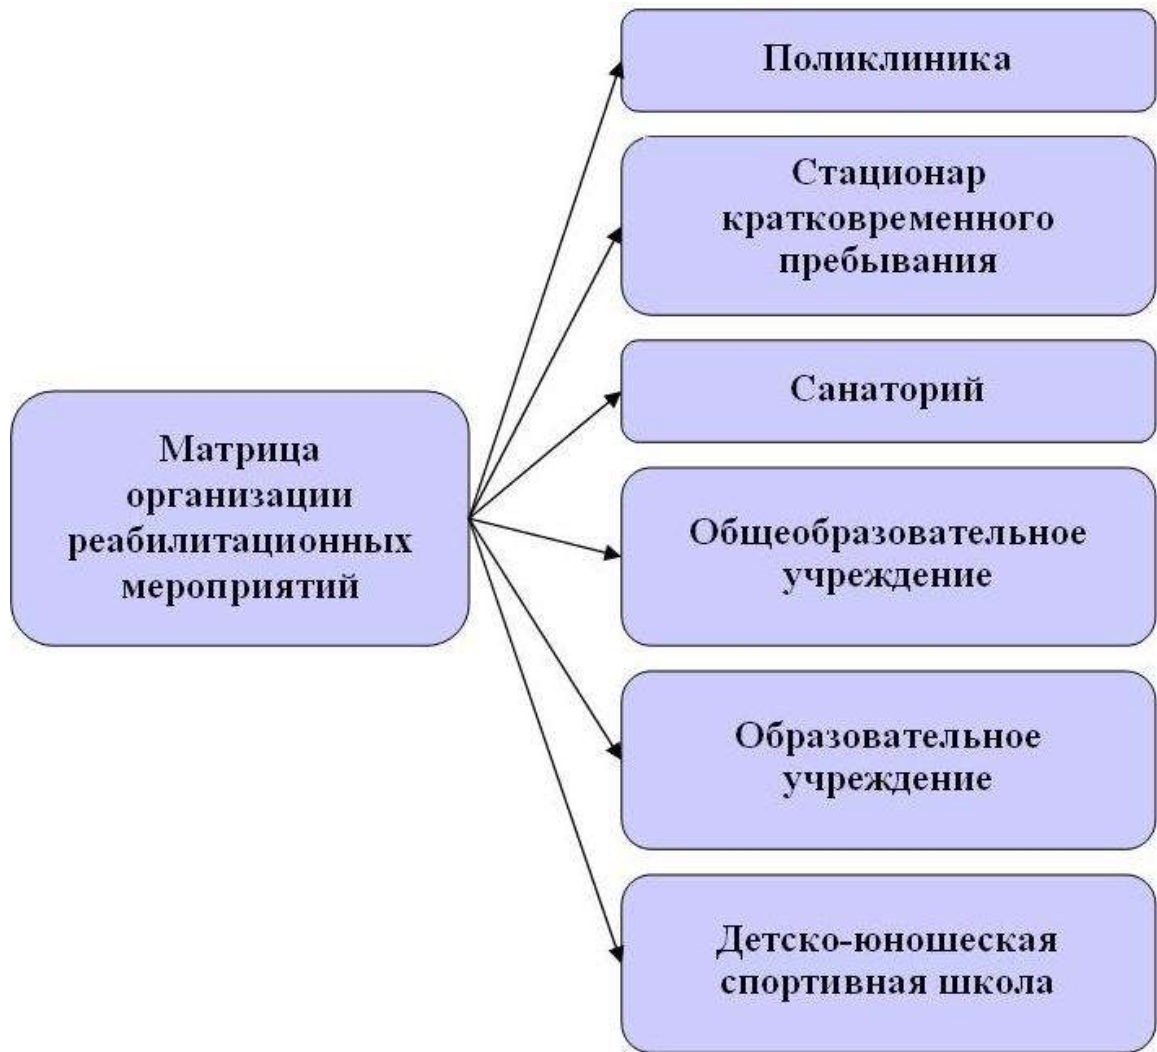 Поликлиника
Стационар
кратковременного
пребывания
Санаторий
Матрица
организации
реабилитационных
мероприятий
Общеобразовательное
учреждение
Образовательное
учреждение
Детско-юношеская
спортивная школа